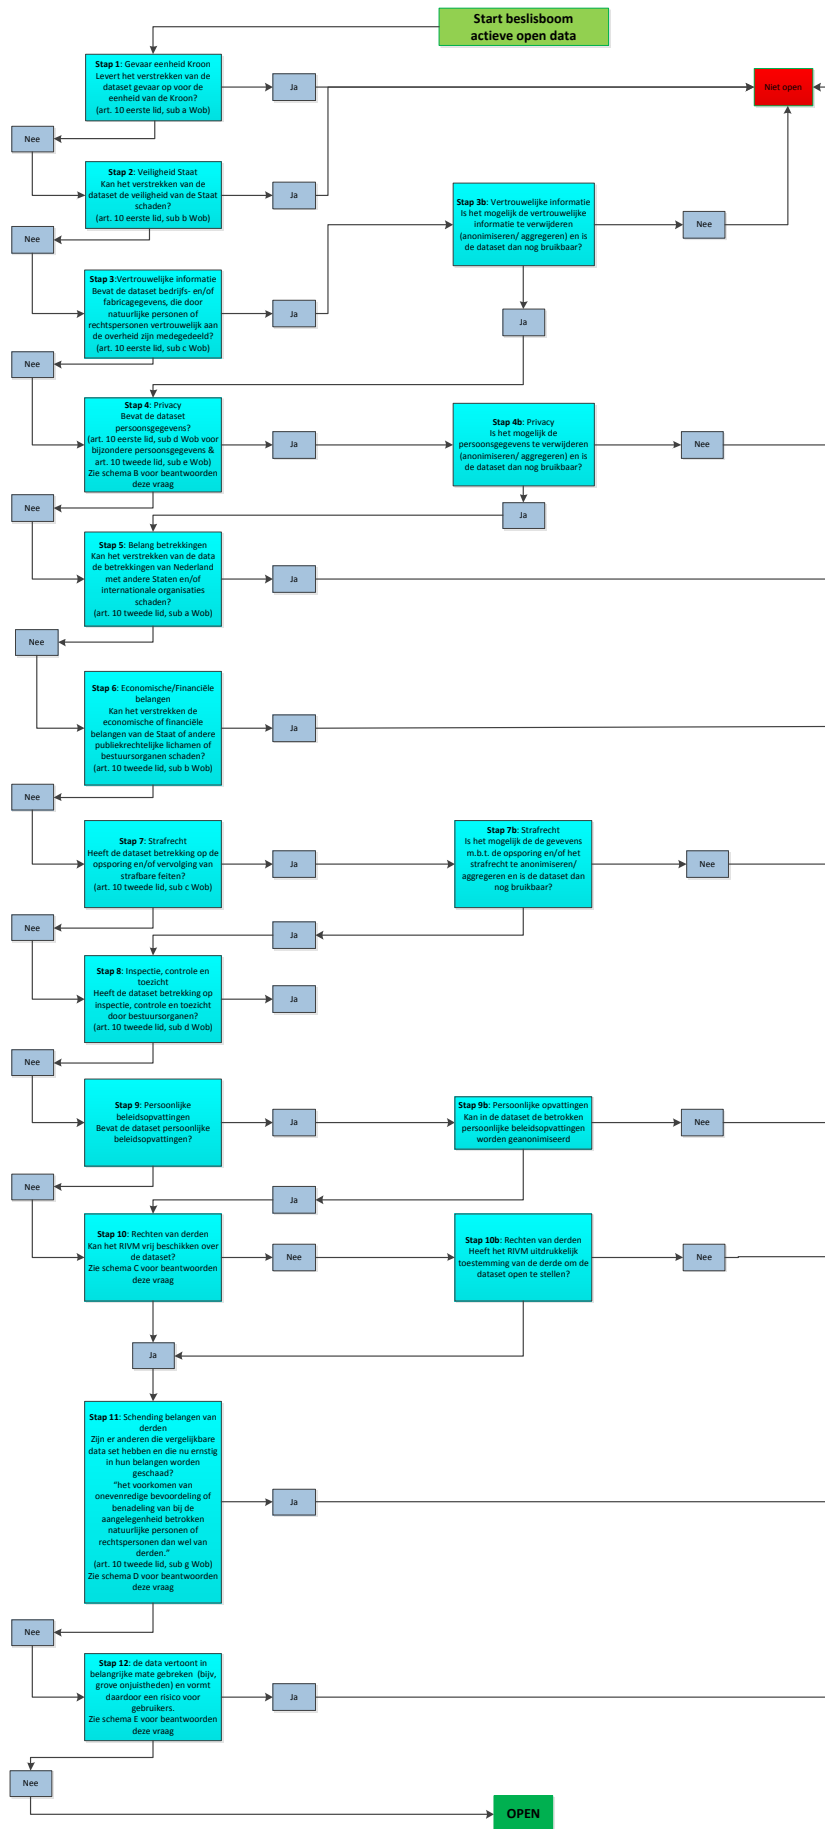 Start beslisboom
actieve open data
Stap 1: Gevaar eenheid Kroon
Levert het verstrekken van de
dataset gevaar op voor de
eenheid van de Kroon?
(art. 10 eerste lid, sub a Wob)
Ja
Niet open
Nee
Stap 2: Veiligheid Staat
Kan het verstrekken van de
dataset de veiligheid van de Staat
schaden?
(art. 10 eerste lid, sub b Wob)
Ja
Stap 3b: Vertrouwelijke informatie
Is het mogelijk de vertrouwelijke
informatie te verwijderen
(anonimiseren/ aggregeren) en is
de dataset dan nog bruikbaar?
Nee
Nee
Stap 3:Vertrouwelijke informatie
Bevat de dataset bedrijfs- en/of
fabricagegevens, die door
natuurlijke personen of
rechtspersonen vertrouwelijk aan
de overheid zijn medegedeeld?
(art. 10 eerste lid, sub c Wob)
Ja
Ja
Nee
Stap 4: Privacy
Bevat de dataset
persoonsgegevens?
(art. 10 eerste lid, sub d Wob voor
bijzondere persoonsgegevens &
art. 10 tweede lid, sub e Wob)
Zie schema B voor beantwoorden
deze vraag
Ja
Stap 4b: Privacy
Is het mogelijk de
persoonsgegevens te verwijderen
(anonimiseren/ aggregeren) en is
de dataset dan nog bruikbaar?
Nee
Nee
Ja
Stap 5: Belang betrekkingen
Kan het verstrekken van de data
de betrekkingen van Nederland
met andere Staten en/of
internationale organisaties
schaden?
(art. 10 tweede lid, sub a Wob)
Ja
Nee
Stap 6: Economische/Financiële
belangen
Kan het verstrekken de
economische of financiële
belangen van de Staat of andere
publiekrechtelijke lichamen of
bestuursorganen schaden?
(art. 10 tweede lid, sub b Wob)
Ja
Nee
Stap 7: Strafrecht
Heeft de dataset betrekking op de
opsporing en/of vervolging van
strafbare feiten?
(art. 10 tweede lid, sub c Wob)
Ja
Stap 7b: Strafrecht
Is het mogelijk de de gevevens
m.b.t. de opsporing en/of het
strafrecht te anonimiseren/
aggregeren en is de dataset dan
nog bruikbaar?
Nee
Nee
Ja
Stap 8: Inspectie, controle en
toezicht
Heeft de dataset betrekking op
inspectie, controle en toezicht
door bestuursorganen?
(art. 10 tweede lid, sub d Wob)
Ja
Nee
Stap 9: Persoonlijke
beleidsopvattingen
Bevat de dataset persoonlijke
beleidsopvattingen?
Ja
Stap 9b: Persoonlijke opvattingen
Kan in de dataset de betrokken
persoonlijke beleidsopvattingen
worden geanonimiseerd
Nee
Nee
Ja
Stap 10: Rechten van derden
Kan het RIVM vrij beschikken over
de dataset?
Zie schema C voor beantwoorden
deze vraag
Nee
Stap 10b: Rechten van derden
Heeft het RIVM uitdrukkelijk
toestemming van de derde om de
dataset open te stellen?
Nee
Ja
Stap 11: Schending belangen van
derden
Zijn er anderen die vergelijkbare
data set hebben en die nu ernstig
in hun belangen worden
geschaad?
“het voorkomen van
onevenredige bevoordeling of
benadeling van bij de
aangelegenheid betrokken
natuurlijke personen of
rechtspersonen dan wel van
derden.”
(art. 10 tweede lid, sub g Wob)
Zie schema D voor beantwoorden
deze vraag
Ja
Nee
Stap 12: de data vertoont in
belangrijke mate gebreken (bijv,
grove onjuistheden) en vormt
daardoor een risico voor
gebruikers.
Zie schema E voor beantwoorden
deze vraag
Ja
Nee
OPEN